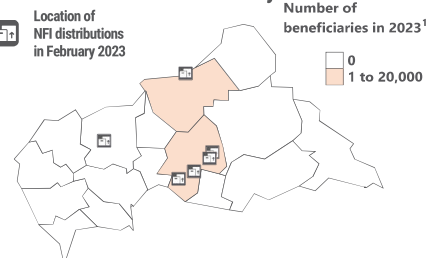 Location of
NFI distributions
in February 2023
Number of
beneficiaries in 2023¹
0
1 to 20,000